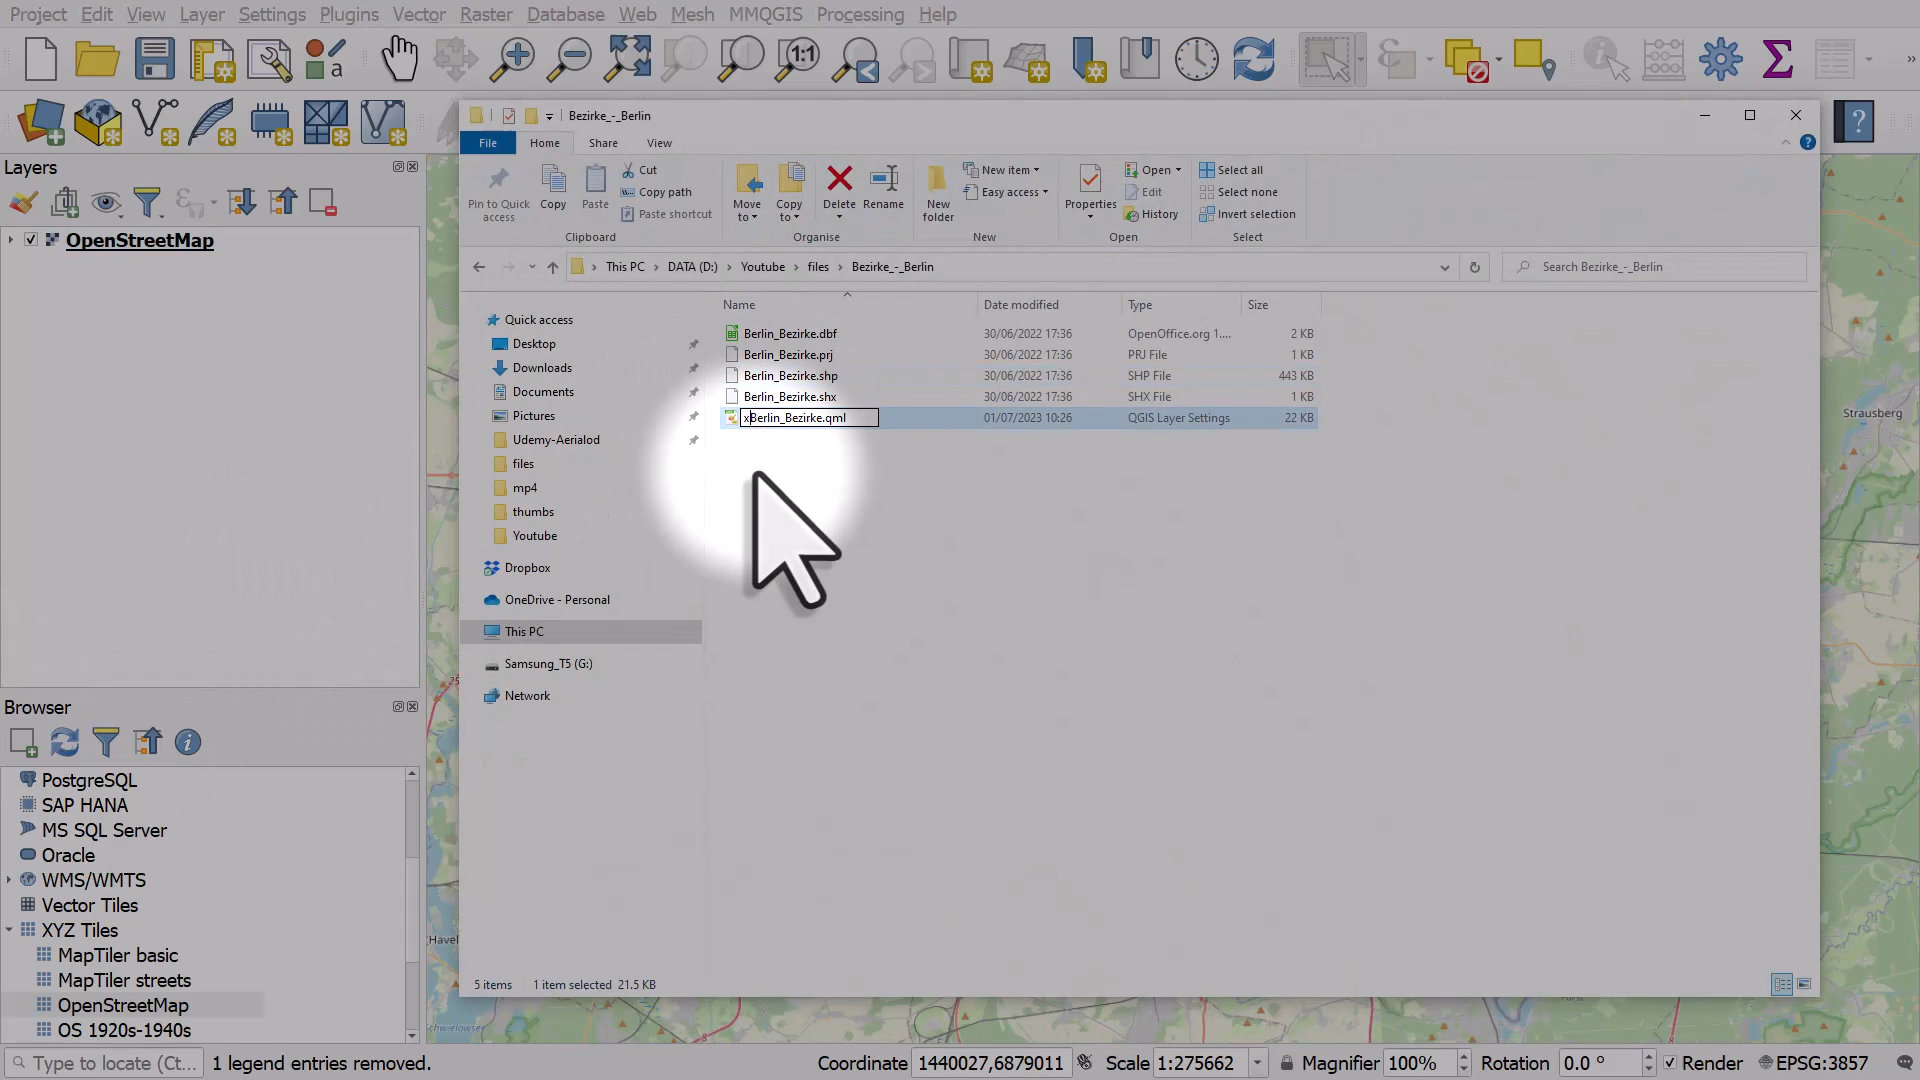 Project Edit View Layer Settings Plugins Vector Raster Database Web Mesh MMQGIS Processing Help
a
1:1
»
Bezirke_-_Berlin
File Home Share View
Pin to Quick access
Copy
Paste
Cut
Copy path
Paste shortcut
Move to
Copy to
Delete
Rename
New folder
New item
Easy access
Properties
Open
Edit
History
Select all
Select none
Invert selection
Clipboard Organise New Open Select
This PC DATA (D:) Youtube files Bezirke_-_Berlin
Search Bezirke_-_Berlin
Layers
OpenStreetMap
Name Date modified Type Size
Berlin_Bezirke.dbf 30/06/2022 17:36 OpenOffice.org 1.... 2 KB
Berlin_Bezirke.prj 30/06/2022 17:36 PRJ File 1 KB
Berlin_Bezirke.shp 30/06/2022 17:36 SHP File 443 KB
Berlin_Bezirke.shx 30/06/2022 17:36 SHX File 1 KB
xBerlin_Bezirke.qml 01/07/2023 10:26 QGIS Layer Settings 22 KB
Quick access
Desktop
Downloads
Documents
Pictures
Udemy-Aerialod
files
mp4
thumbs
Youtube
Dropbox
OneDrive - Personal
This PC
Samsung_T5 (G:)
Network
Strausberg
Browser
PostgreSQL
SAP HANA
MS SQL Server
Oracle
WMS/WMTS
Vector Tiles
XYZ Tiles
MapTiler basic
MapTiler streets
OpenStreetMap
OS 1920s-1940s
(Havel
5 items 1 item selected 21.5 KB
Type to locate (Ct... 1 legend entries removed. Coordinate 1440027,6879011 Scale 1:275662 Magnifier 100% Rotation 0.0 ° Render EPSG:3857